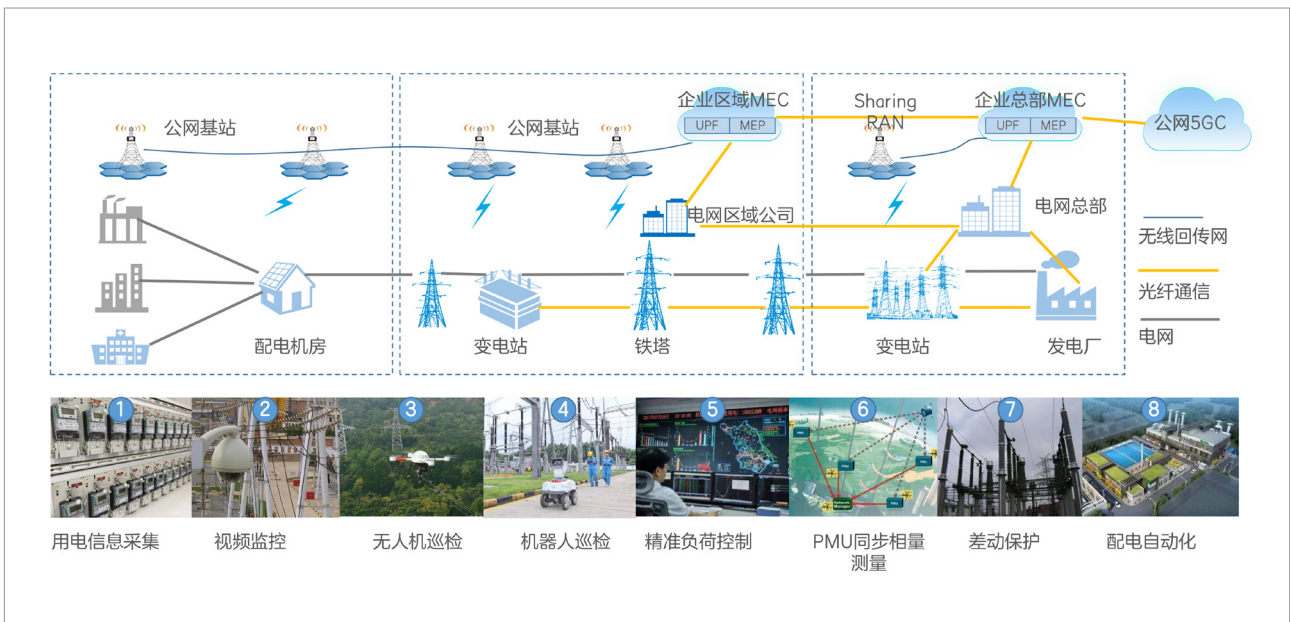 公网基站
公网基站
企业区域MEC
UPF
MEP
Sharing
RAN
企业总部MEC
UPF
MEP
公网5GC
电网区域公司
电网总部
无线回传网
光纤通信
电网
配电机房
变电站
铁塔
变电站
发电厂
1
2
3
4
5
6
7
8
用电信息采集
视频监控
无人机巡检
机器人巡检
精准负荷控制
PMU同步相量
测量
差动保护
配电自动化